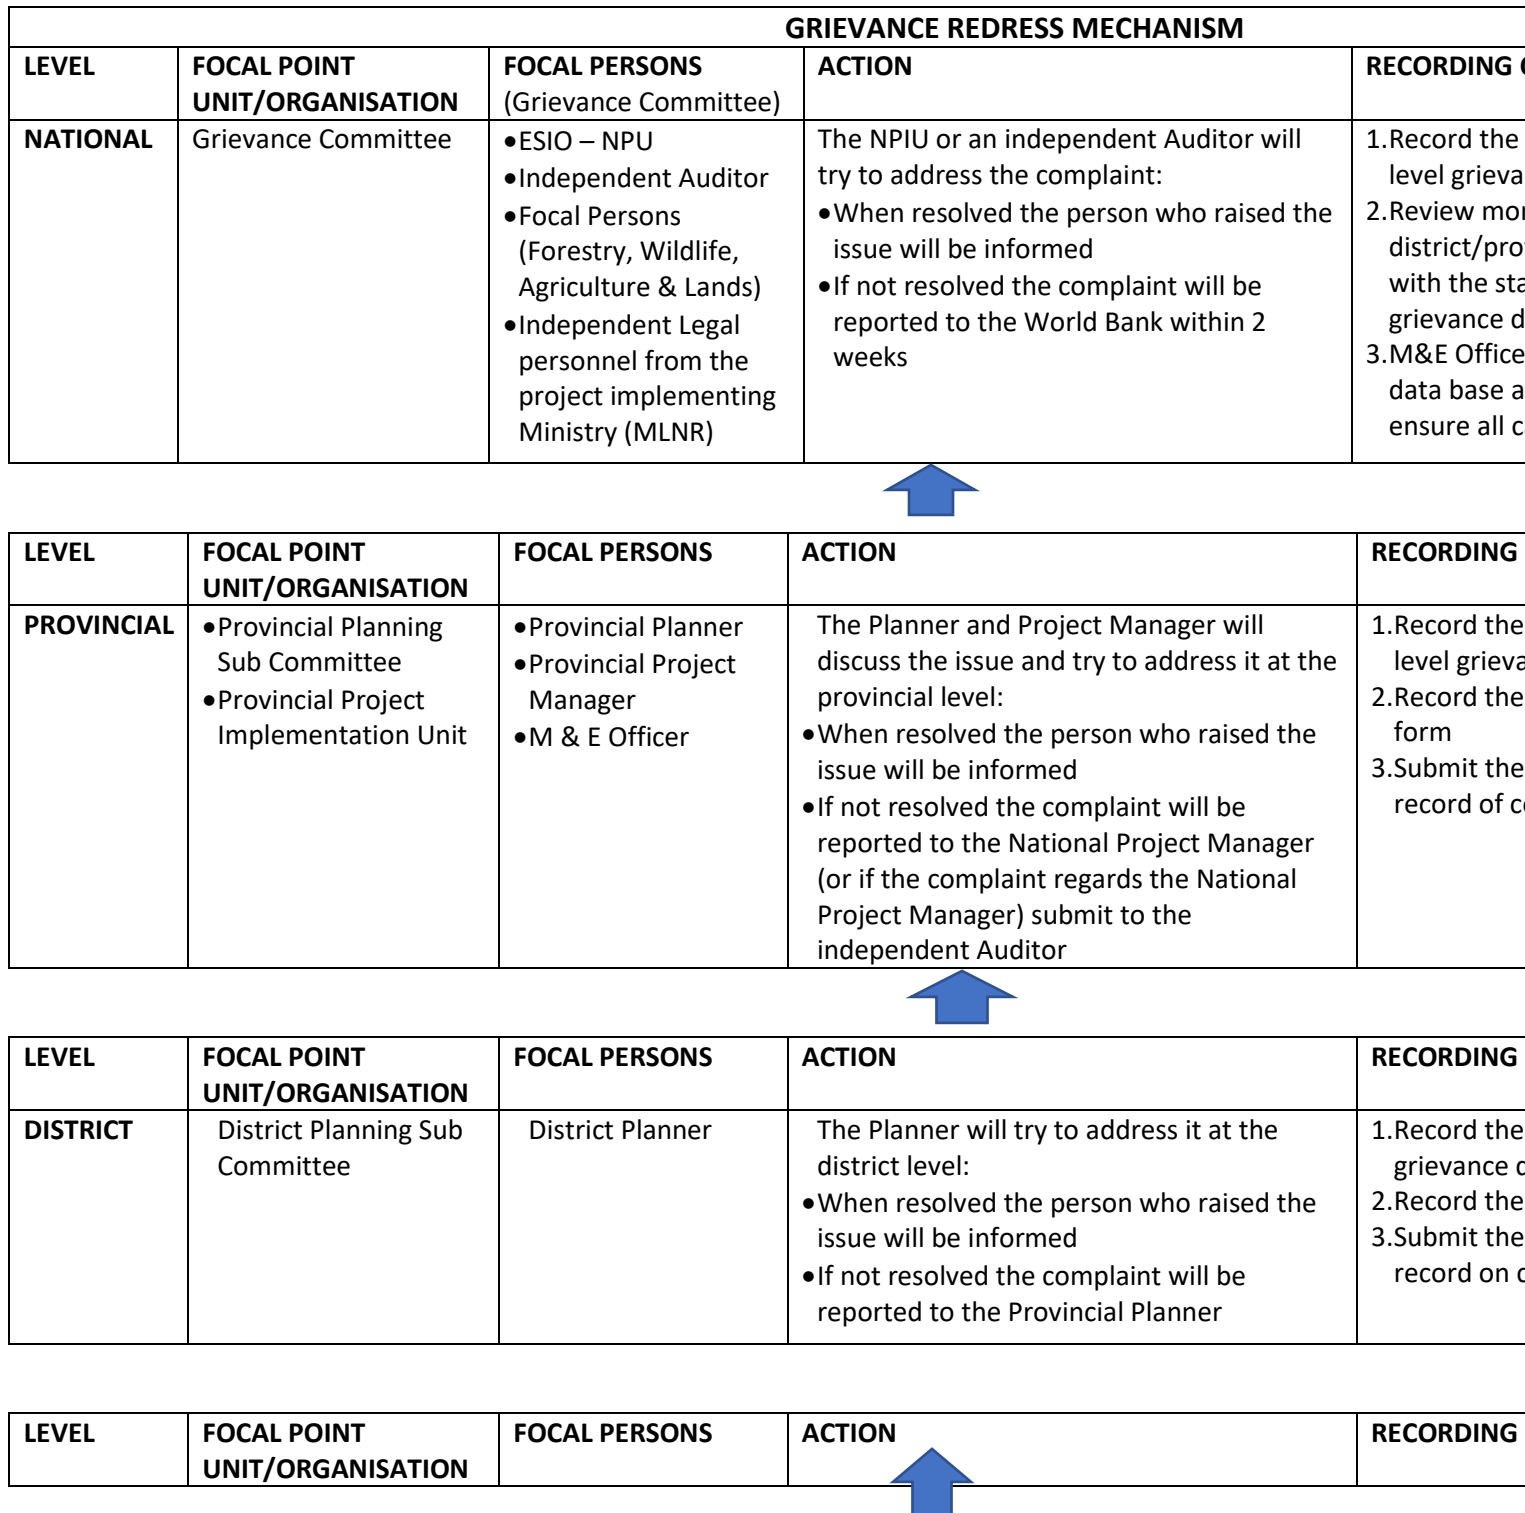 GRIEVANCE REDRESS MECHANISM
LEVEL
FOCAL POINT
UNIT/ORGANISATION
FOCAL PERSONS
(Grievance Committee)
ACTION
RECORDING
NATIONAL
Grievance Committee
•ESIO – NPU
•Independent Auditor
•Focal Persons
(Forestry, Wildlife,
Agriculture & Lands)
•Independent Legal
personnel from the
project implementing
Ministry (MLNR)
The NPIU or an independent Auditor will
try to address the complaint:
•When resolved the person who raised the
issue will be informed
•If not resolved the complaint will be
reported to the World Bank within 2
weeks
1.Record the
level
2.Review
with the
grievance
3.M&E
data base
ensure all
LEVEL
FOCAL POINT
UNIT/ORGANISATION
FOCAL PERSONS
ACTION
RECORDING
PROVINCIAL
•Provincial Planning
Sub Committee
•Provincial Project
Implementation Unit
•Provincial Planner
•Provincial Project
Manager
•M & E Officer
The Planner and Project Manager will
discuss the issue and try to address it at the
provincial level:
•When resolved the person who raised the
issue will be informed
•If not resolved the complaint will be
reported to the National Project Manager
(or if the complaint regards the National
Project Manager) submit to the
independent Auditor
1.Record the
level
2.Record the
form
3.Submit the
record of
LEVEL
FOCAL POINT
UNIT/ORGANISATION
FOCAL PERSONS
ACTION
RECORDING
DISTRICT
District Planning Sub
Committee
District Planner
The Planner will try to address it at the
district level:
•When resolved the person who raised the
issue will be informed
•If not resolved the complaint will be
reported to the Provincial Planner
1.Record the
grievance
2.Record the
3.Submit the
record on
LEVEL
FOCAL POINT
UNIT/ORGANISATION
FOCAL PERSONS
ACTION
RECORDING